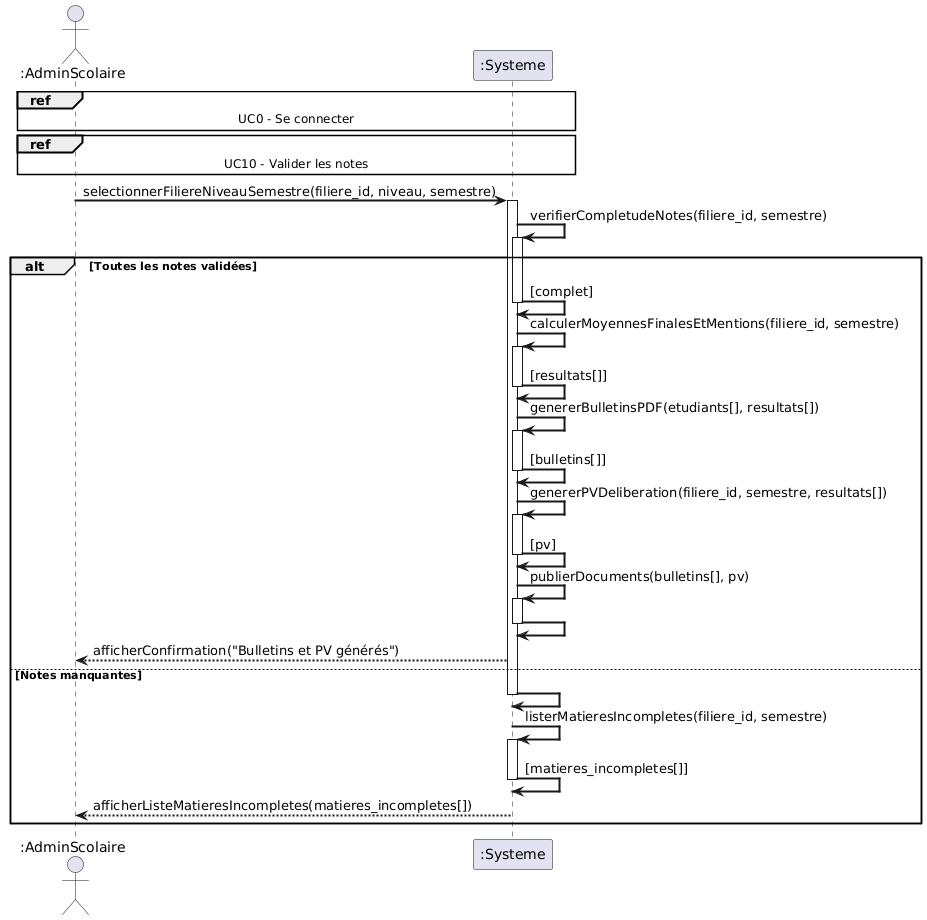 :AdminScolaire
:Systeme
ref
UC0 - Se connecter
ref
UC10 - Valider les notes
selectionnerFiliereNiveauSemestre(filiere_id, niveau, semestre)
verifierCompletudeNotes(filiere_id, semestre)
alt [Toutes les notes validées]
[complet]
calculerMoyennesFinalesEtMentions(filiere_id, semestre)
[resultats[]]
genererBulletinsPDF(etudiants[], resultats[])
[bulletins[]]
genererPVDeliberation(filiere_id, semestre, resultats[])
[pv]
publierDocuments(bulletins[], pv)
afficherConfirmation("Bulletins et PV générés")
[Notes manquantes]
listerMatieresIncompletes(filiere_id, semestre)
[matieres_incompletes[]]
afficherListeMatieresIncompletes(matieres_incompletes[])
:AdminScolaire
:Systeme